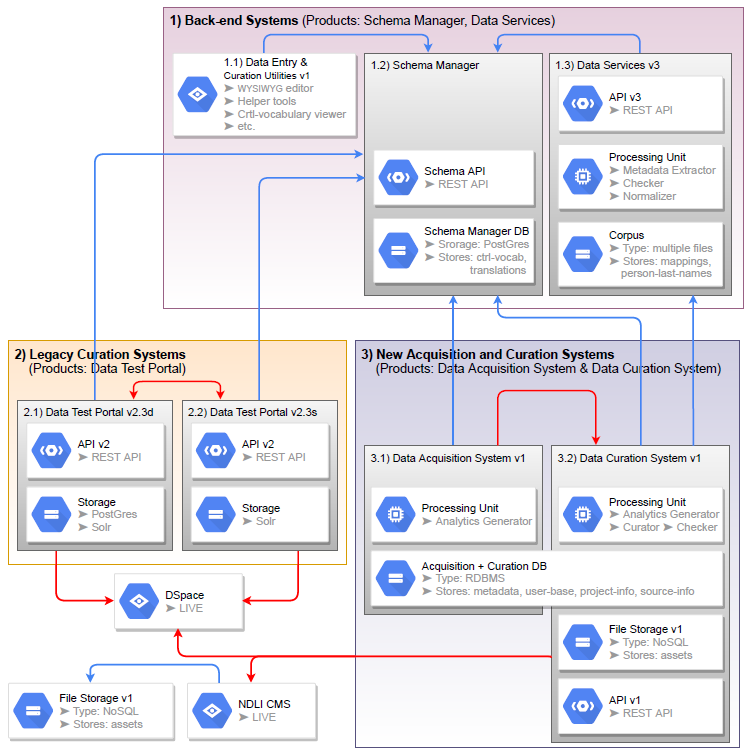 1) Back-end Systems (Products: Schema Manager, Data Services)
1.1) Data Entry &
Curation Utilities v1
➤ WYSIWYG editor
➤ Helper tools
➤ Crtl-vocabulary viewer
➤ etc.
1.2) Schema Manager
Schema API
➤ REST API
Schema Manager DB
➤ Srorage: PostGres
➤ Stores: ctrl-vocab,
translations
1.3) Data Services v3
API v3
➤ REST API
Processing Unit
➤ Metadata Extractor
➤ Checker
➤ Normalizer
Corpus
➤ Type: multiple files
➤ Stores: mappings,
person-last-names
2) Legacy Curation Systems
(Products: Data Test Portal)
2.1) Data Test Portal v2.3d
API v2
➤ REST API
Storage
➤ PostGres
➤ Solr
2.2) Data Test Portal v2.3s
API v2
➤ REST API
Storage
➤ Solr
3) New Acquisition and Curation Systems
(Products: Data Acquisition System & Data Curation System)
3.1) Data Acquisition System v1
Processing Unit
➤ Analytics Generator
3.2) Data Curation System v1
Processing Unit
➤ Analytics Generator
➤ Curator ➤ Checker
Acquisition + Curation DB
➤ Type: RDBMS
➤ Stores: metadata, user-base, project-info, source-info
File Storage v1
➤ Type: NoSQL
➤ Stores: assets
API v1
➤ REST API
DSpace
➤ LIVE
File Storage v1
➤ Type: NoSQL
➤ Stores: assets
NDLI CMS
➤ LIVE